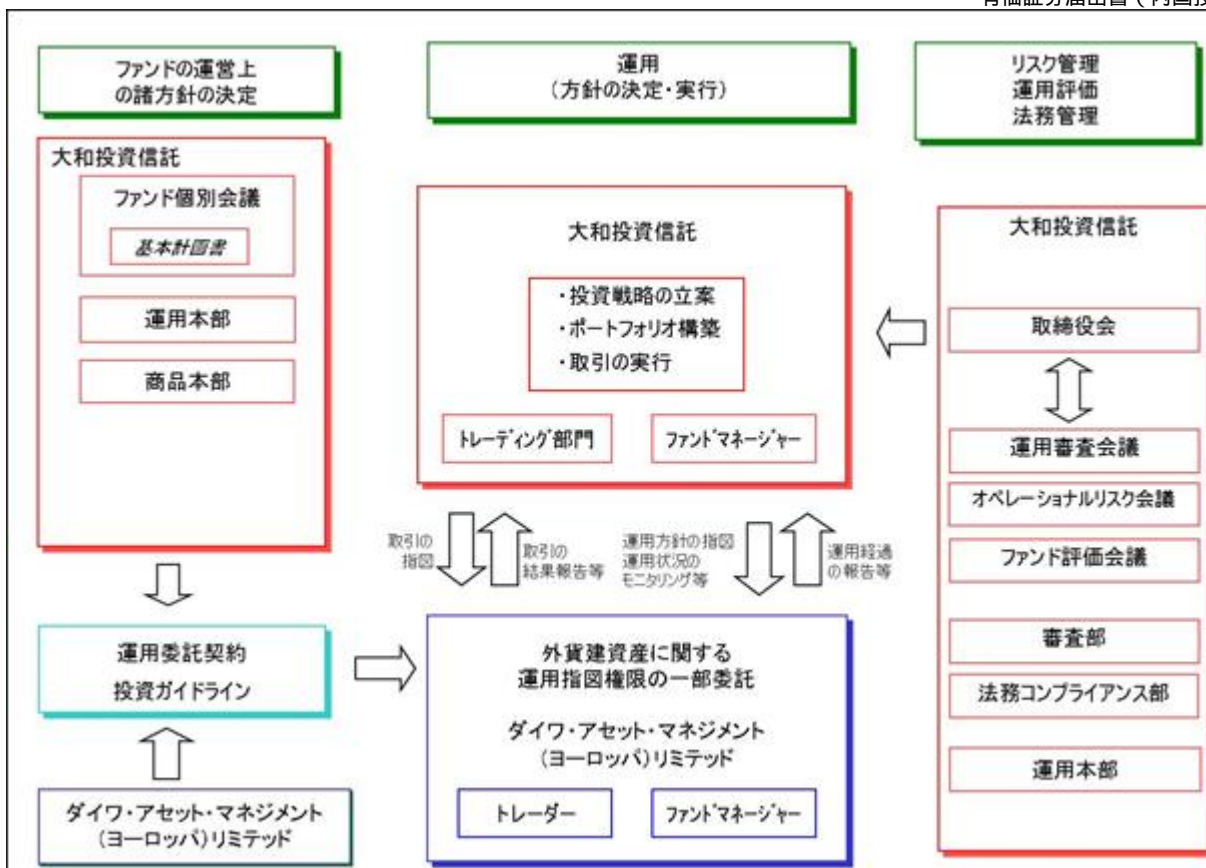 ファンドの運営上
の諸方針の決定
運用
(方針の決定・実行)
リスク管理
運用評価
法務管理
大和投資信託
ファンド個別会議
基本計画書
運用本部
商品本部
大和投資信託
・投資戦略の立案
・ポートフォリオ構築
・取引の実行
トレーディング部門
ファンドマネージャー
大和投資信託
取締役会
運用審査会議
オペレーショナルリスク会議
ファンド評価会議
審査部
法務コンプライアンス部
運用本部
取引の
指図
取引の
結果報告等
運用方針の指図
運用状況の
モニタリング等
運用経過
の報告等
運用委託契約
投資ガイドライン
外貨建資産に関する
運用指図権限の一部委託
ダイワ・アセット・マネジメント
(ヨーロッパ)リミテッド
トレーダー
ファンドマネージャー
ダイワ・アセット・マネジメント
(ヨーロッパ)リミテッド